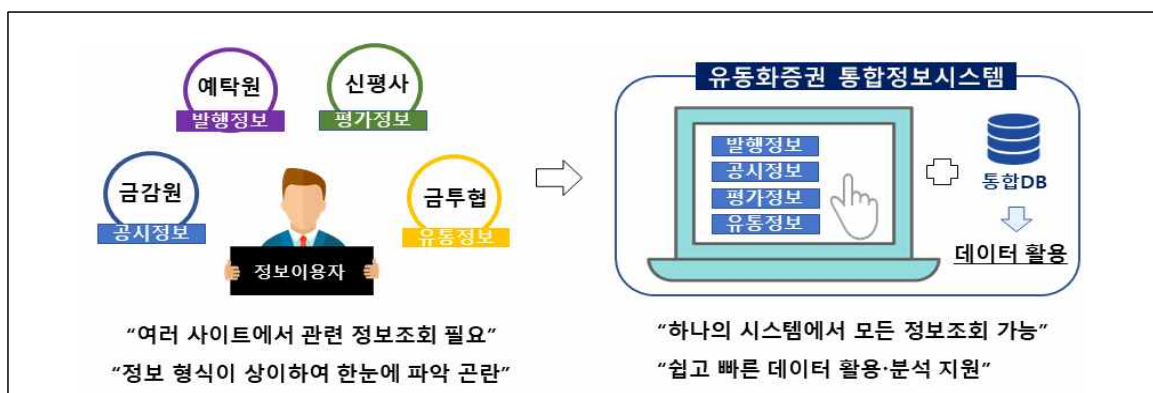 예탁원
발행정보
신평사
평가정보
금감원
공시정보
금투협
유통정보
정보이용자
“여러 사이트에서 관련 정보조회 필요”
“정보 형식이 상이하여 한눈에 파악 곤란”
유동화증권 통합정보시스템
발행정보
공시정보
평가정보
유통정보
통합DB
데이터 활용
“하나의 시스템에서 모든 정보조회 가능”
“쉽고 빠른 데이터 활용·분석 지원”